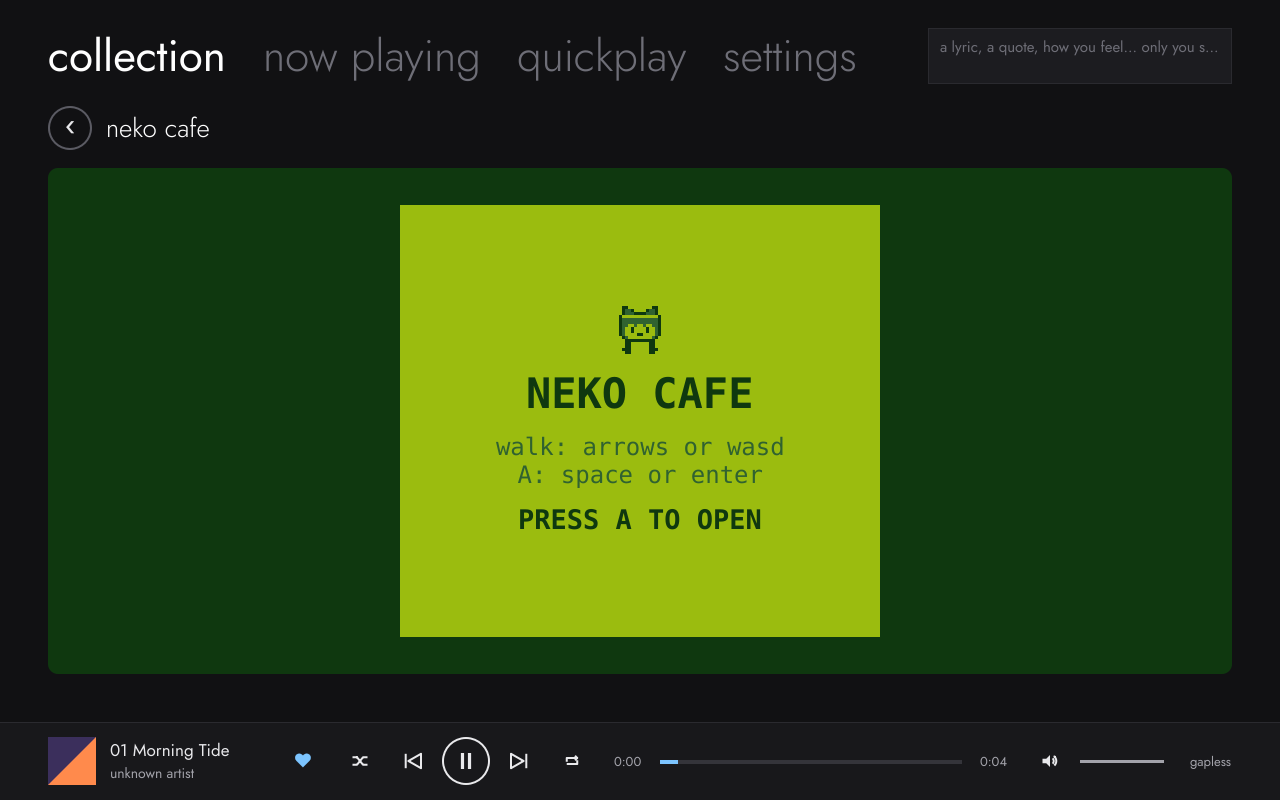 collection now playing quickplay settings
a lyric, a quote, how you feel... only you s...
neko cafe
NEKO CAFE
walk: arrows or wasd
A: space or enter
PRESS A TO OPEN
01 Morning Tide
unknown artist
0:00
0:04
gapless